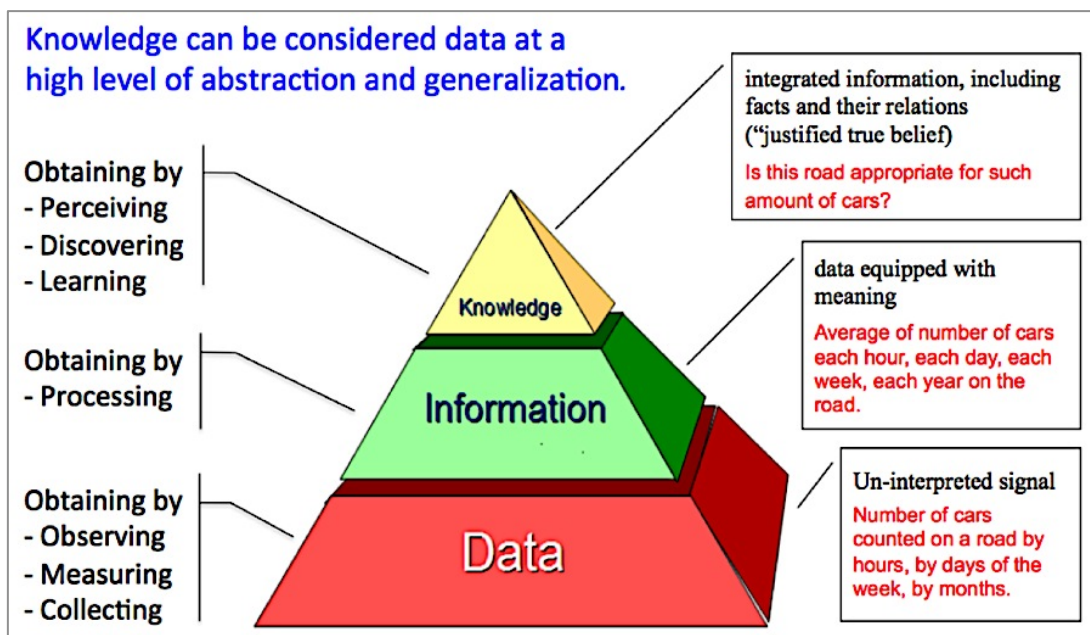 Knowledge can be considered data at a
high level of abstraction and generalization.
Obtaining by
- Perceiving
- Discovering
- Learning
Obtaining by
- Processing
Obtaining by
- Observing
- Measuring
- Collecting
Knowledge
Information
Data
integrated information, including
facts and their relations
(“justified true belief)
Is this road appropriate for such
amount of cars?
data equipped with
meaning
Average of number of cars
each hour, each day, each
week, each year on the
road.
Un-interpreted signal
Number of cars
counted on a road by
hours, by days of the
week, by months.